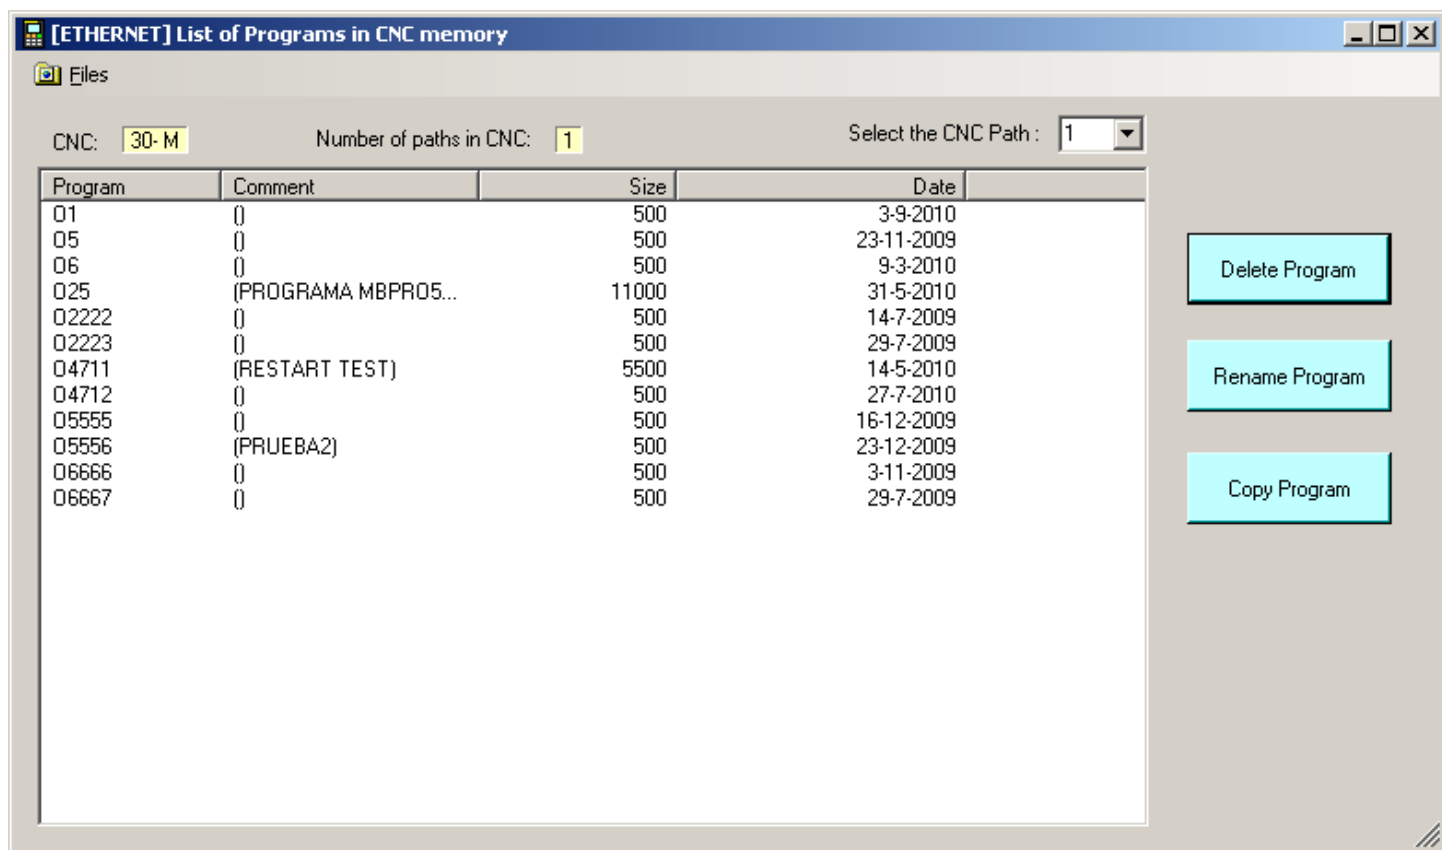 [ETHERNET] List of Programs in CNC memory
Files
CNC: 30- M Number of paths in CNC: 1 Select the CNC Path : 1
Program Comment Size Date
O1 () 500 3-9-2010
O5 () 500 23-11-2009
O6 () 500 9-3-2010
O25 (PROGRAMA MBPRO5... 11000 31-5-2010
O2222 () 500 14-7-2009
O2223 () 500 29-7-2009
O4711 (RESTART TEST) 5500 14-5-2010
O4712 () 500 27-7-2010
O5555 () 500 16-12-2009
O5556 (PRUEBA2) 500 23-12-2009
O6666 () 500 3-11-2009
O6667 () 500 29-7-2009
Delete Program
Rename Program
Copy Program